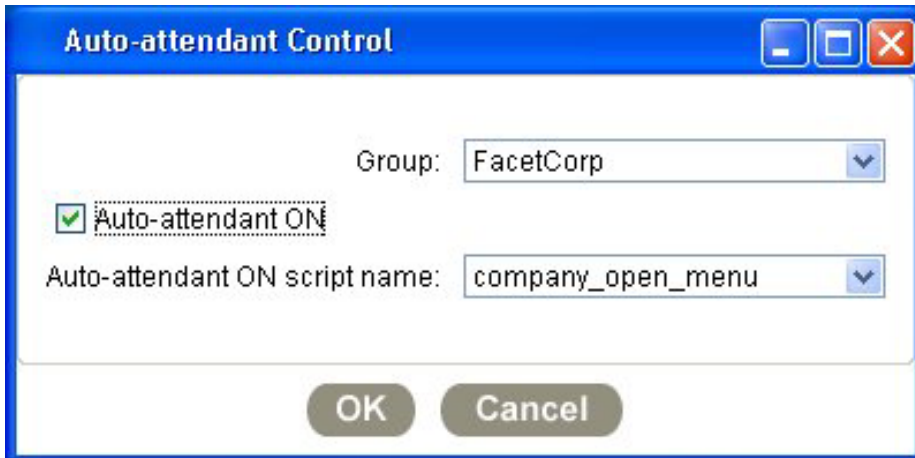 Auto-attendant Control
Group: FacetCorp
Auto-attendant ON
Auto-attendant ON script name: company_open_menu
OK Cancel